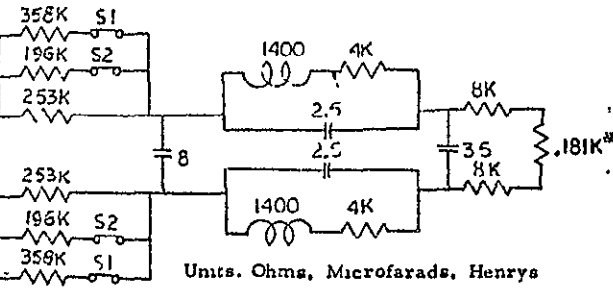 358K S1
196K S2
253K
1400 4K
2.5
8
2.5
1400 4K
3.5
8K
.181K*
8K
253K
196K S2
358K S1
Units. Ohms, Microfarads, Henrys